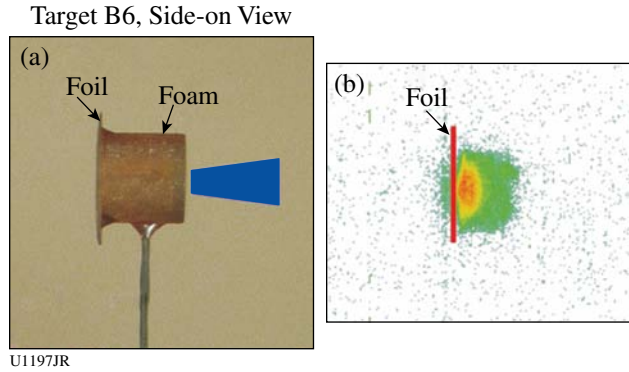 Target B6, Side-on View
(a)
Foil
Foam
(b)
Foil
U1197JR